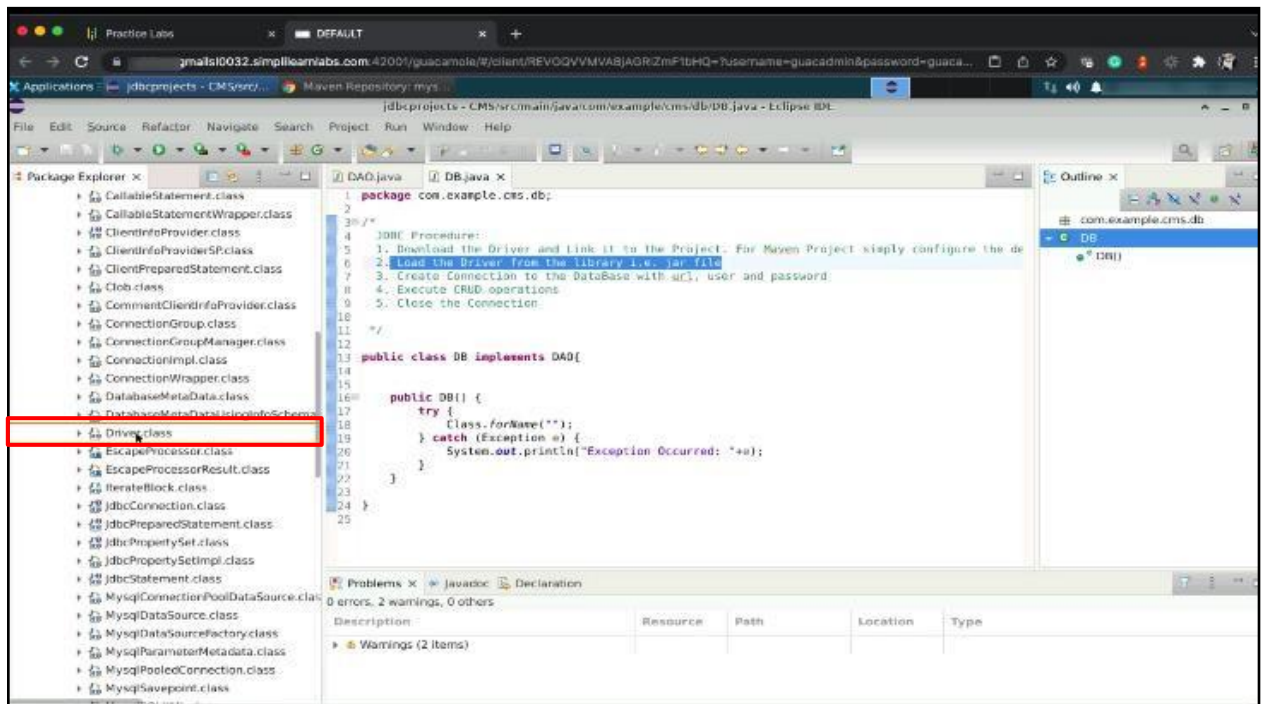 Practice Labs
DEFAULT
Applications
jdbcprojects - CMS/src/...
Maven Repository: mys...
jdbcprojects - CMS/src/main/java/com/example/cms/db/DB.java - Eclipse IDE
File Edit Source Refactor Navigate Search Project Run Window Help
Package Explorer
CallableStatement.class
CallableStatementWrapper.class
ClientInfoProvider.class
ClientInfoProviderSP.class
ClientPreparedStatement.class
Clob.class
CommentClientInfoProvider.class
ConnectionGroup.class
ConnectionGroupManager.class
ConnectionImpl.class
ConnectionWrapper.class
DatabaseMetaData.class
DatabaseMetaDataUsingInfoSchema
Driver.class
EscapeProcessor.class
EscapeProcessorResult.class
IterateBlock.class
JdbcConnection.class
JdbcPreparedStatement.class
JdbcPropertySet.class
JdbcPropertySetImpl.class
JdbcStatement.class
MysqlConnectionPoolDataSource.clas
MysqlDataSource.class
MysqlDataSourceFactory.class
MysqlParameterMetadata.class
MysqlPooledConnection.class
MysqlSavepoint.class
DAO.java
DB.java
1 package com.example.cms.db;
2
3 /*
4 JDBC Procedure:
5 1. Download the Driver and Link it to the Project. For Maven Project simply configure the de
6 2. Load the Driver from the library i.e. jar file
7 3. Create Connection to the DataBase with url, user and password
8 4. Execute CRUD operations
9 5. Close the Connection
10
11 */
12
13 public class DB implements DAO{
14
15
16 public DB() {
17 try {
18 Class.forName("");
19 } catch (Exception e) {
20 System.out.println("Exception Occurred: "+e);
21 }
22 }
23
24 }
25
Outline
com.example.cms.db
DB
DB()
Problems Javadoc Declaration
0 errors, 2 warnings, 0 others
Description Resource Path Location Type
Warnings (2 items)